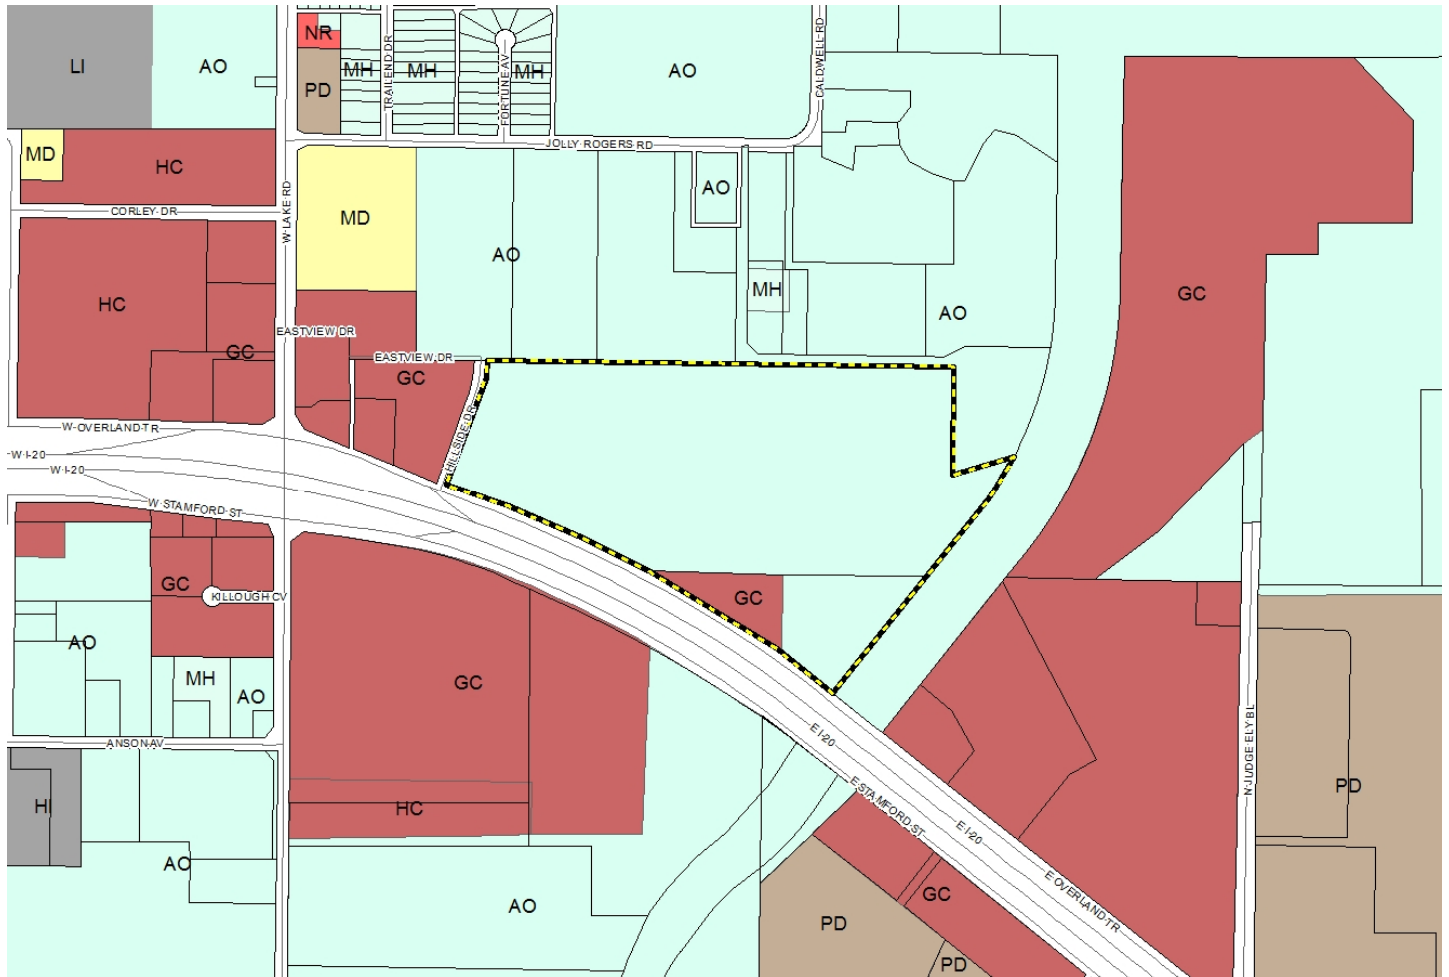 LI
AO
NR
PD
MH
TRAILEND DR
MH
FORTUNE AV
MH
AO
CALDWELL RD
JOLLY ROGERS RD
MD
HC
CORLEY DR
W LAKE RD
MD
AO
AO
MH
AO
GC
HC
GC
EASTVIEW DR
EASTVIEW DR
GC
HILLSIDE DR
W OVERLAND TR
W I-20
W I-20
W STAMFORD ST
GC
KILLOUGH CV
GC
AO
MH
AO
GC
ANSON AV
HI
HC
AO
AO
E I-20
E STAMFORD ST
E I-20
E OVERLAND TR
N JUDGE ELY BL
PD
GC
PD
PD